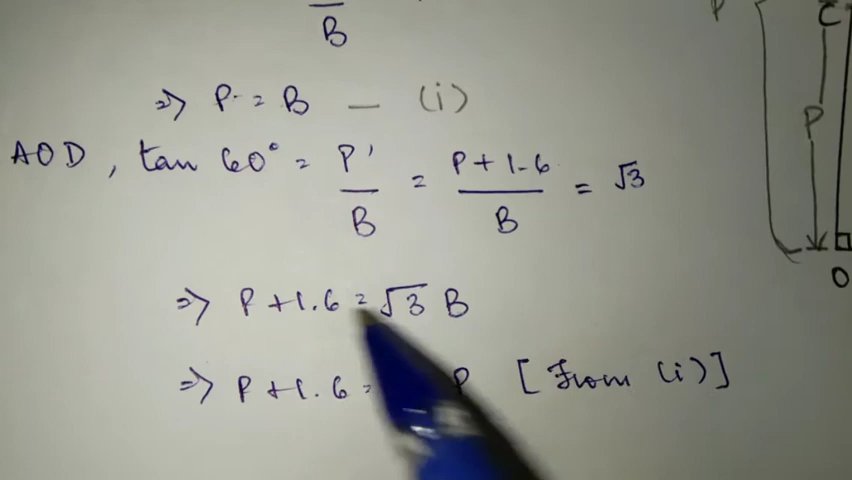 B
⇒ P = B — (i)
AOD, tan 60° = P'/B = P+1.6/B = √3
⇒ P+1.6 = √3 B
⇒ P+1.6 = P [From (i)]
P
C
P
O